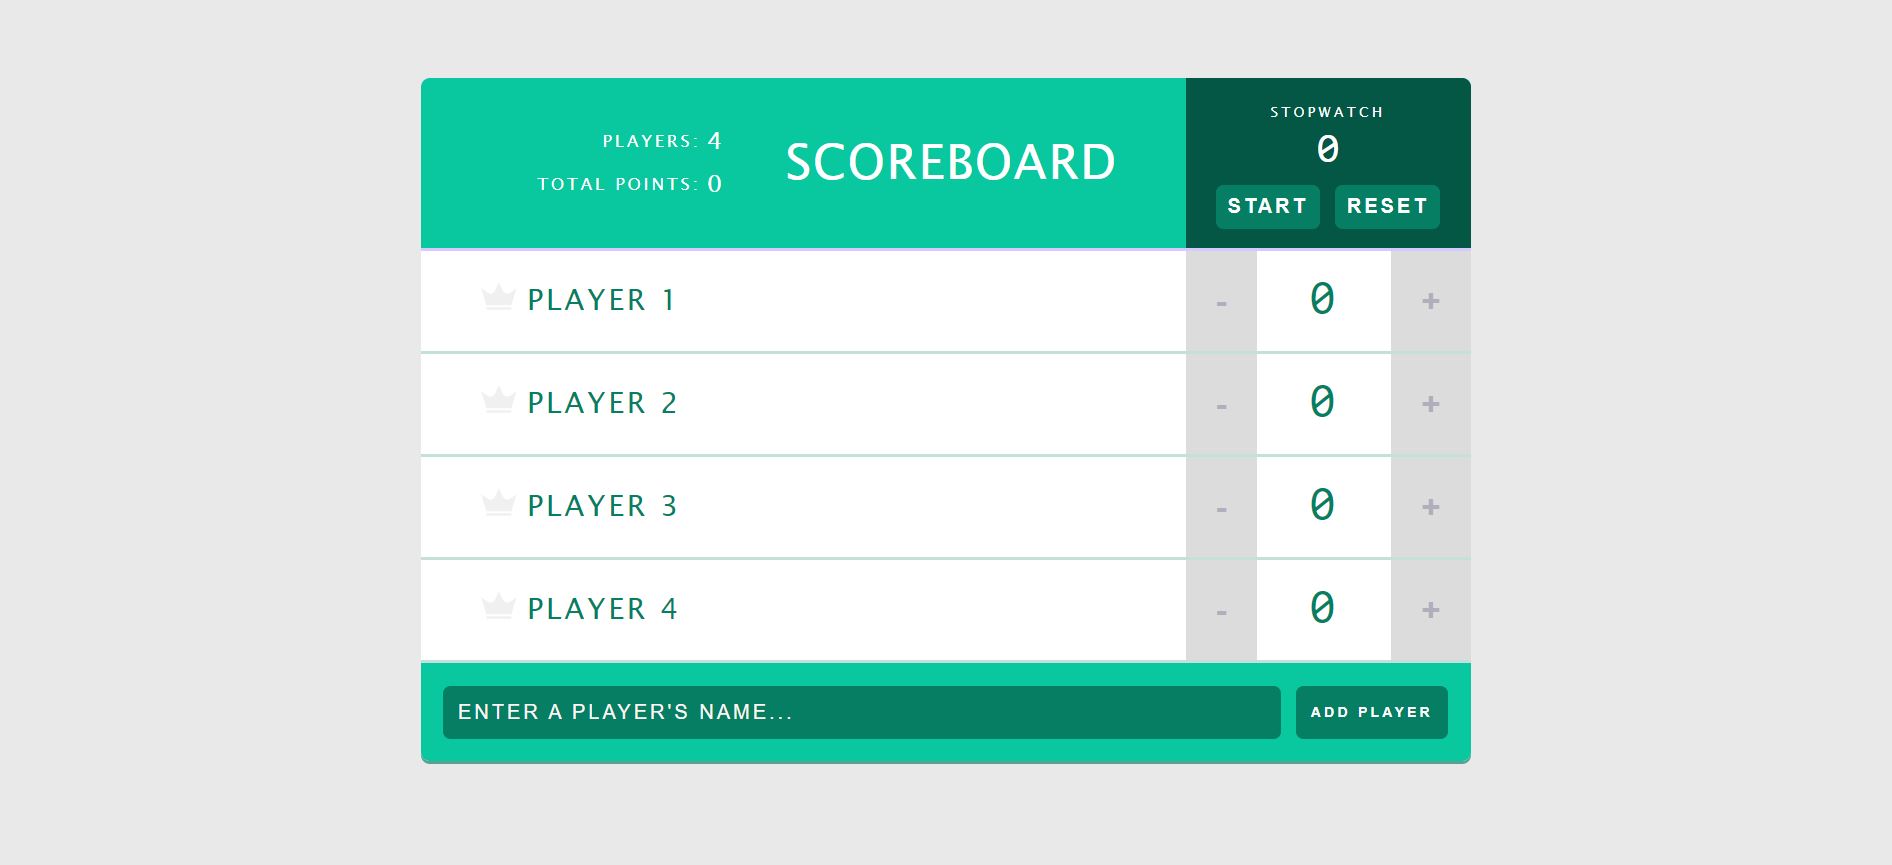 PLAYERS: 4
TOTAL POINTS: 0
SCOREBOARD
STOPWATCH
0
START RESET
PLAYER 1 - 0 +
PLAYER 2 - 0 +
PLAYER 3 - 0 +
PLAYER 4 - 0 +
ENTER A PLAYER'S NAME... ADD PLAYER